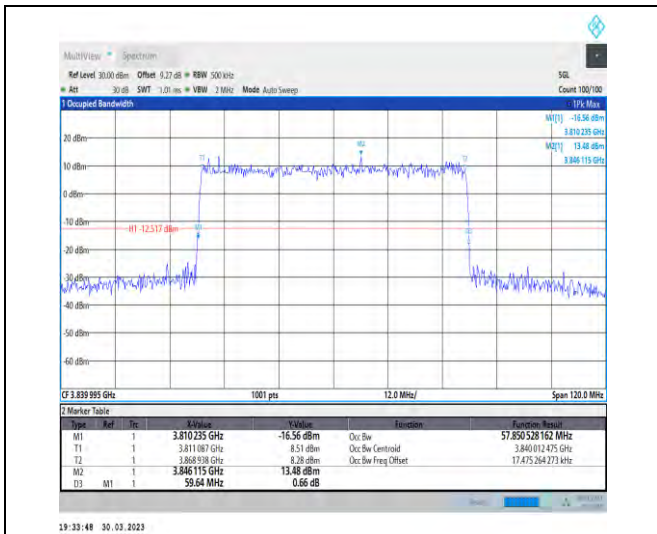 MultiView Spectrum
Ref Level 30.00 dBm Offset 9.27 dB RBW 500 kHz SGL
Att 30 dB SWT 1.01 ms VBW 2 MHz Mode Auto Sweep Count 100/100
1 Occupied Bandwidth 1Pk Max
M1[1] -16.56 dBm
3.810 235 GHz
M2[1] 13.48 dBm
3.846 115 GHz
20 dBm
M2
T1 T2
10 dBm
0 dBm
-10 dBm
H1 -12.517 dBm M1
-20 dBm
-30 dBm
-40 dBm
-50 dBm
-60 dBm
CF 3.839 995 GHz 1001 pts 12.0 MHz/ Span 120.0 MHz
2 Marker Table
Type Ref Trc X-Value Y-Value Function Function Result
M1 1 3.810 235 GHz -16.56 dBm Occ Bw 57.850 528 162 MHz
T1 1 3.811 087 GHz 8.51 dBm Occ Bw Centroid 3.840 012 475 GHz
T2 1 3.868 938 GHz 8.28 dBm Occ Bw Freq Offset 17.475 264 273 kHz
M2 1 3.846 115 GHz 13.48 dBm
D3 M1 1 59.64 MHz 0.66 dB
19:33:48 30.03.2023